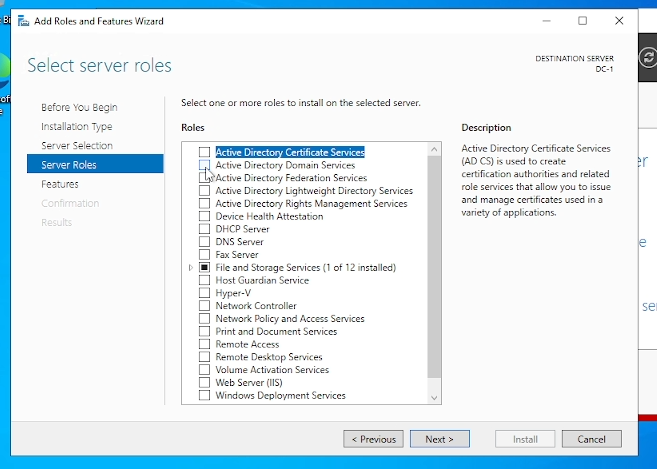 Add Roles and Features Wizard
Select server roles
DESTINATION SERVER
DC-1
Before You Begin
Installation Type
Server Selection
Server Roles
Features
Confirmation
Results
Select one or more roles to install on the selected server.
Roles
Active Directory Certificate Services
Active Directory Domain Services
Active Directory Federation Services
Active Directory Lightweight Directory Services
Active Directory Rights Management Services
Device Health Attestation
DHCP Server
DNS Server
Fax Server
File and Storage Services (1 of 12 installed)
Host Guardian Service
Hyper-V
Network Controller
Network Policy and Access Services
Print and Document Services
Remote Access
Remote Desktop Services
Volume Activation Services
Web Server (IIS)
Windows Deployment Services
Description
Active Directory Certificate Services
(AD CS) is used to create
certification authorities and related
role services that allow you to issue
and manage certificates used in a
variety of applications.
< Previous
Next >
Install
Cancel